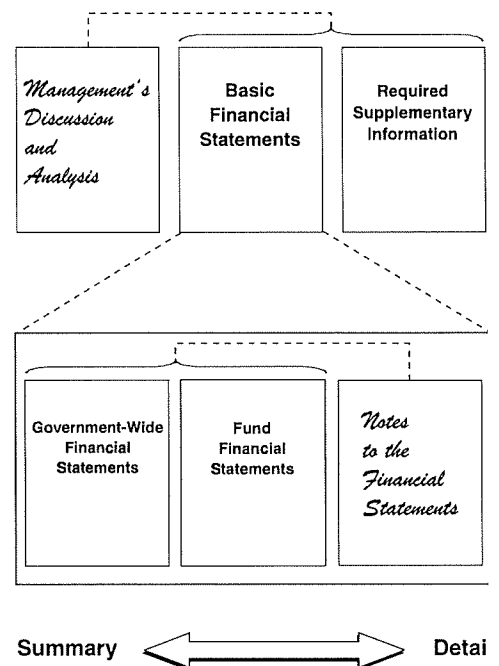 Management's
Discussion
and
Analysis
Basic
Financial
Statements
Required
Supplementary
Information
Government-Wide
Financial
Statements
Fund
Financial
Statements
Notes
to the
Financial
Statements
Summary
Detai